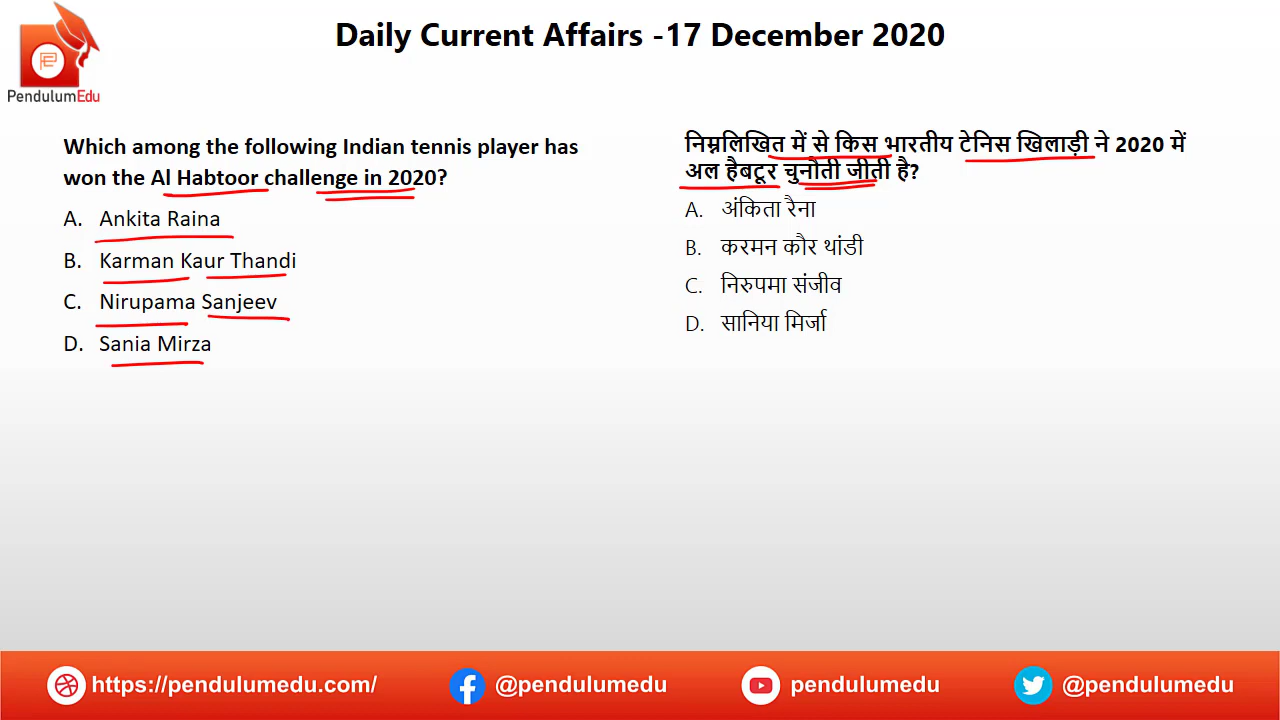 Daily Current Affairs -17 December 2020
PendulumEdu
Which among the following Indian tennis player has
won the Al Habtoor challenge in 2020?
A. Ankita Raina
B. Karman Kaur Thandi
C. Nirupama Sanjeev
D. Sania Mirza
निम्नलिखित में से किस भारतीय टेनिस खिलाड़ी ने 2020 में
अल हैबटूर चुनौती जीती है?
A. अंकिता रैना
B. करमन कौर थांडी
C. निरुपमा संजीव
D. सानिया मिर्जा
https://pendulumedu.com/ @pendulumedu pendulumedu @pendulumedu